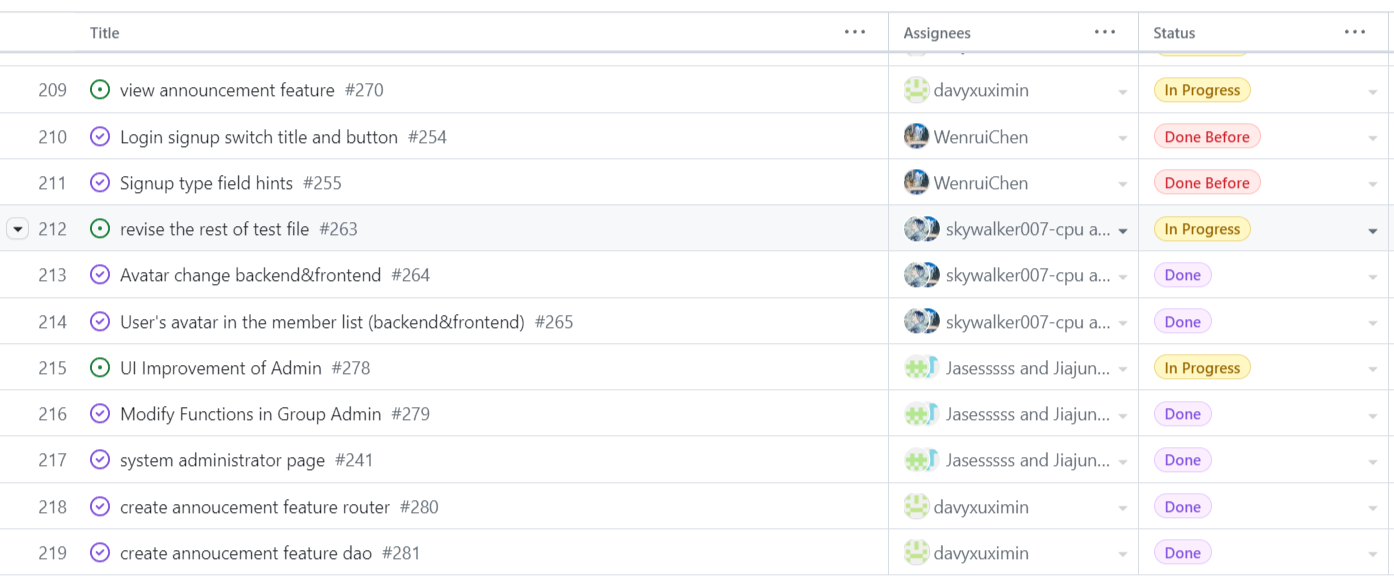 Title ... Assignees ... Status ...
209 view announcement feature #270 davyxuximin In Progress
210 Login signup switch title and button #254 WenruiChen Done Before
211 Signup type field hints #255 WenruiChen Done Before
212 revise the rest of test file #263 skywalker007-cpu a... In Progress
213 Avatar change backend&frontend #264 skywalker007-cpu a... Done
214 User's avatar in the member list (backend&frontend) #265 skywalker007-cpu a... Done
215 UI Improvement of Admin #278 Jasesssss and Jiajun... In Progress
216 Modify Functions in Group Admin #279 Jasesssss and Jiajun... Done
217 system administrator page #241 Jasesssss and Jiajun... Done
218 create annoucement feature router #280 davyxuximin Done
219 create annoucement feature dao #281 davyxuximin Done